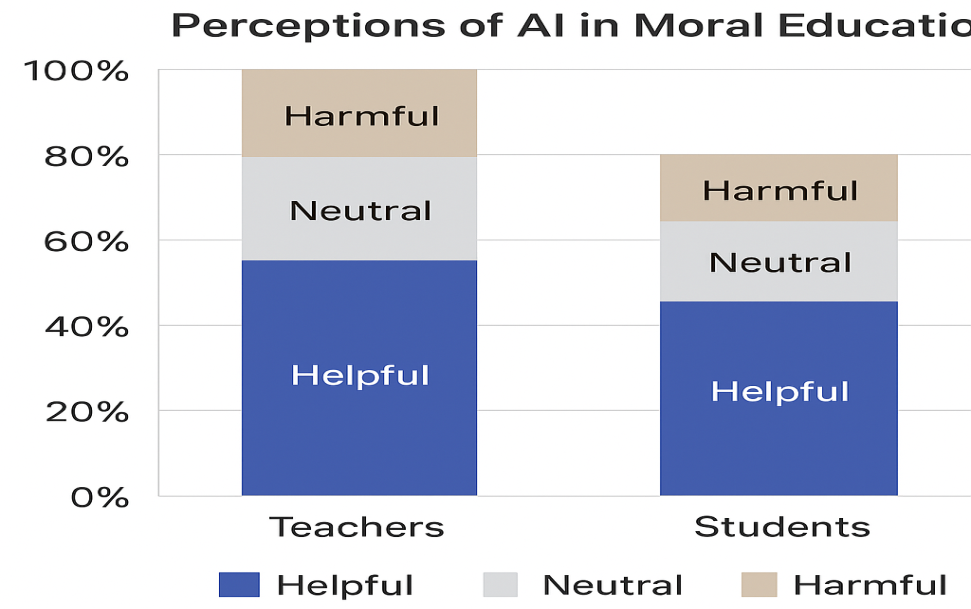 Perceptions of AI in Moral Educatio
100%
80%
60%
40%
20%
0%
Harmful
Neutral
Helpful
Harmful
Neutral
Helpful
Teachers Students
Helpful Neutral Harmful